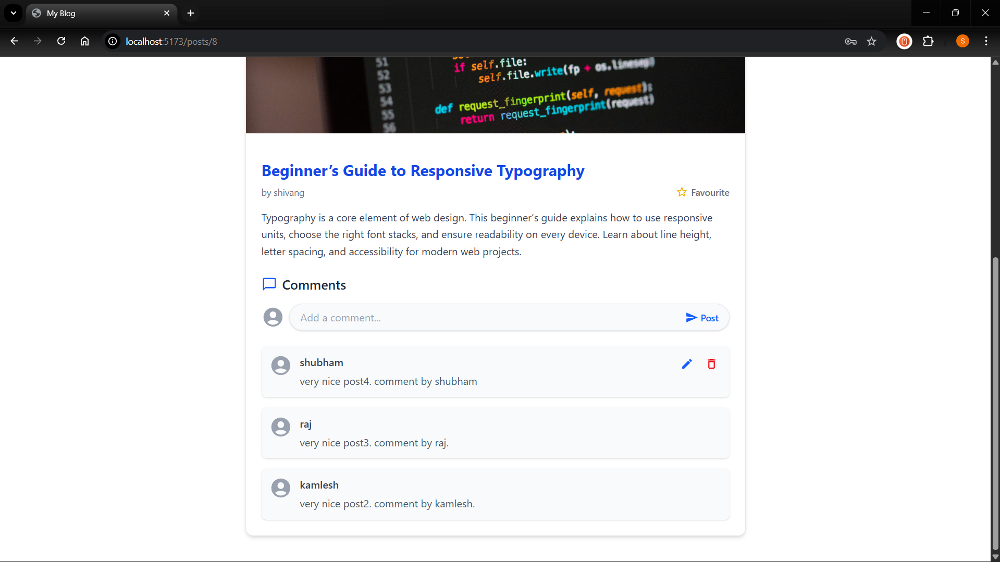 My Blog
localhost:5173/posts/8
S
51
52 if self.file:
53 self.file.write(fp + os.linesep)
54
55 def request_fingerprint(self, request):
56 return request_fingerprint(request)
Beginner’s Guide to Responsive Typography
by shivang
Favourite
Typography is a core element of web design. This beginner’s guide explains how to use responsive
units, choose the right font stacks, and ensure readability on every device. Learn about line height,
letter spacing, and accessibility for modern web projects.
Comments
Add a comment...
Post
shubham
very nice post4. comment by shubham
raj
very nice post3. comment by raj.
kamlesh
very nice post2. comment by kamlesh.